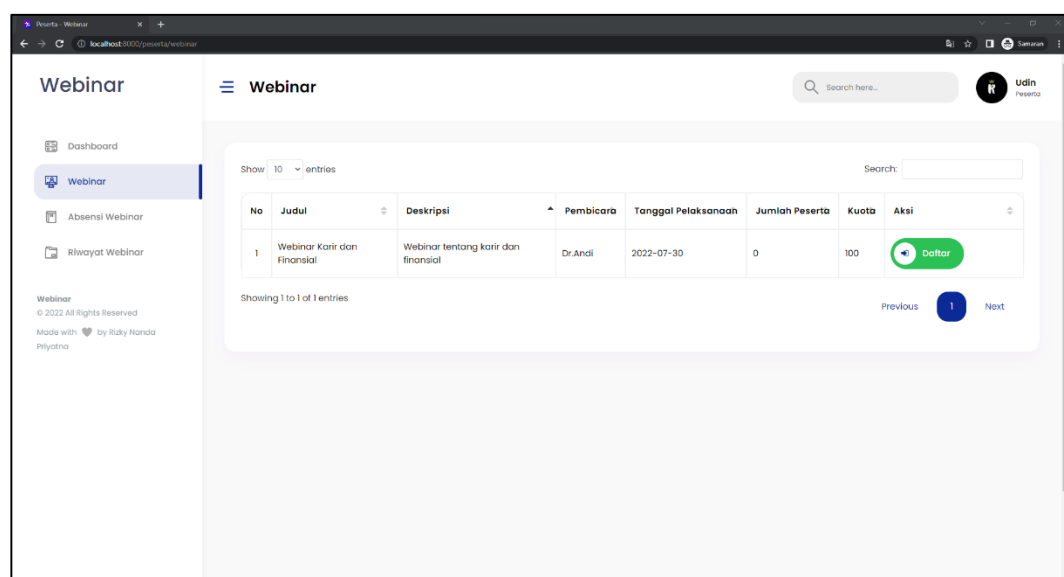 Peserta - Webinar
localhost:8000/peserta/webinar
Samaran
Webinar
Webinar
Search here...
Udin
Peserta
Dashboard
Webinar
Absensi Webinar
Riwayat Webinar
Webinar
© 2022 All Rights Reserved
Made with by Rizky Nanda
Priyatna
Show 10 entries
Search:
No Judul Deskripsi Pembicara Tanggal Pelaksanaan Jumlah Peserta Kuota Aksi
1 Webinar Karir dan Finansial Webinar tentang karir dan finansial Dr.Andi 2022-07-30 0 100 Daftar
Showing 1 to 1 of 1 entries
Previous 1 Next